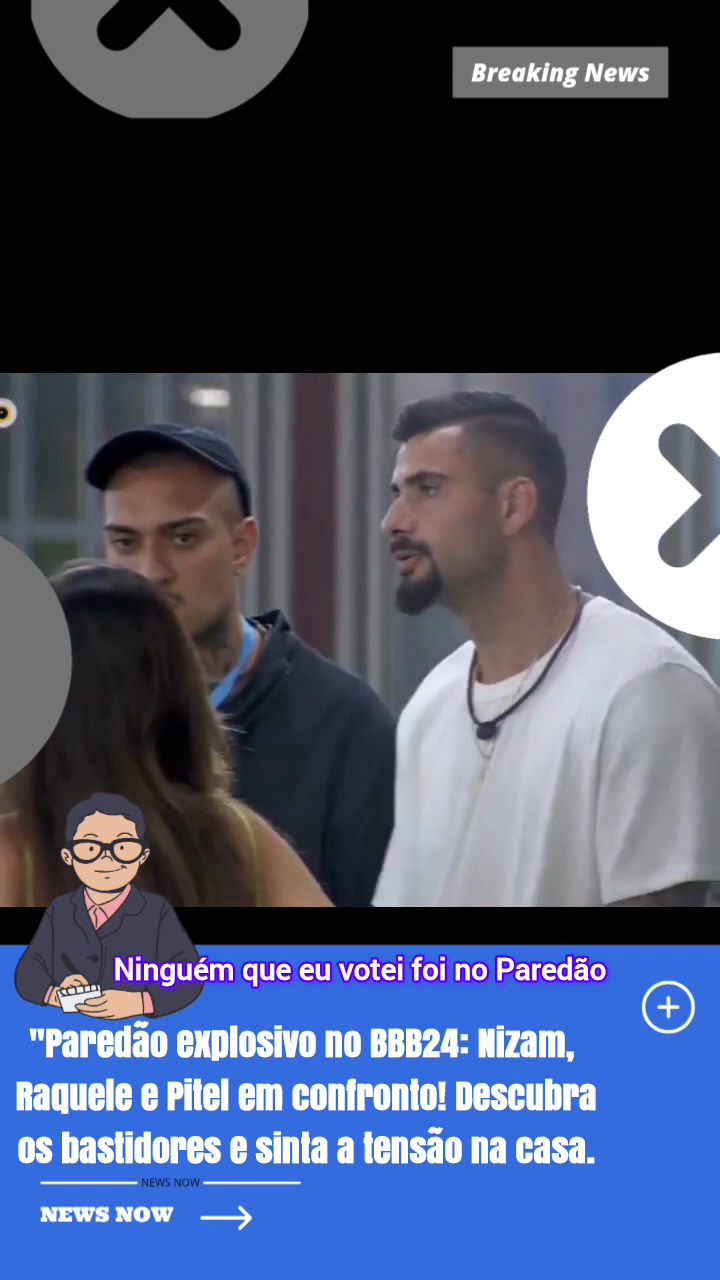 Breaking News
Ninguém que eu votei foi no Paredão
"Paredão explosivo no BBB24: Nizam,
Raquele e Pitel em confronto! Descubra
os bastidores e sinta a tensão na casa.
NEWS NOW
NEWS NOW